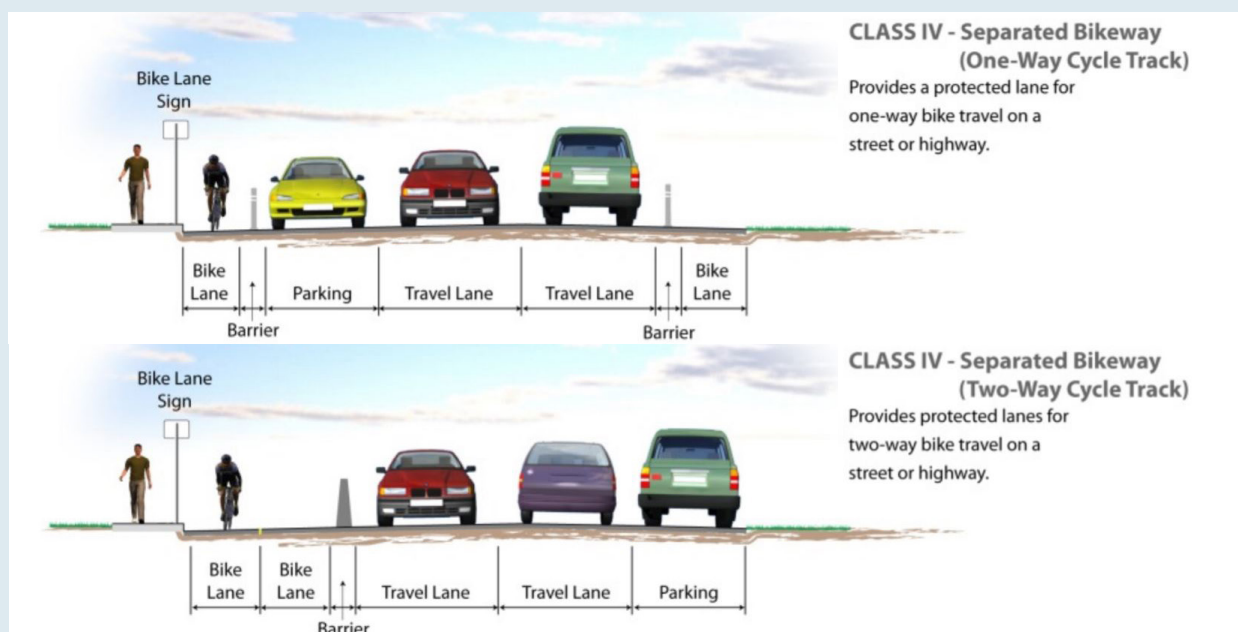 CLASS IV - Separated Bikeway
(One-Way Cycle Track)
Provides a protected lane for
one-way bike travel on a
street or highway.
Bike Lane
Sign
Bike
Lane
Parking
Travel Lane
Travel Lane
Bike
Lane
Barrier
Barrier
CLASS IV - Separated Bikeway
(Two-Way Cycle Track)
Provides protected lanes for
two-way bike travel on a
street or highway.
Bike Lane
Sign
Bike
Lane
Bike
Lane
Travel Lane
Travel Lane
Parking
Barrier